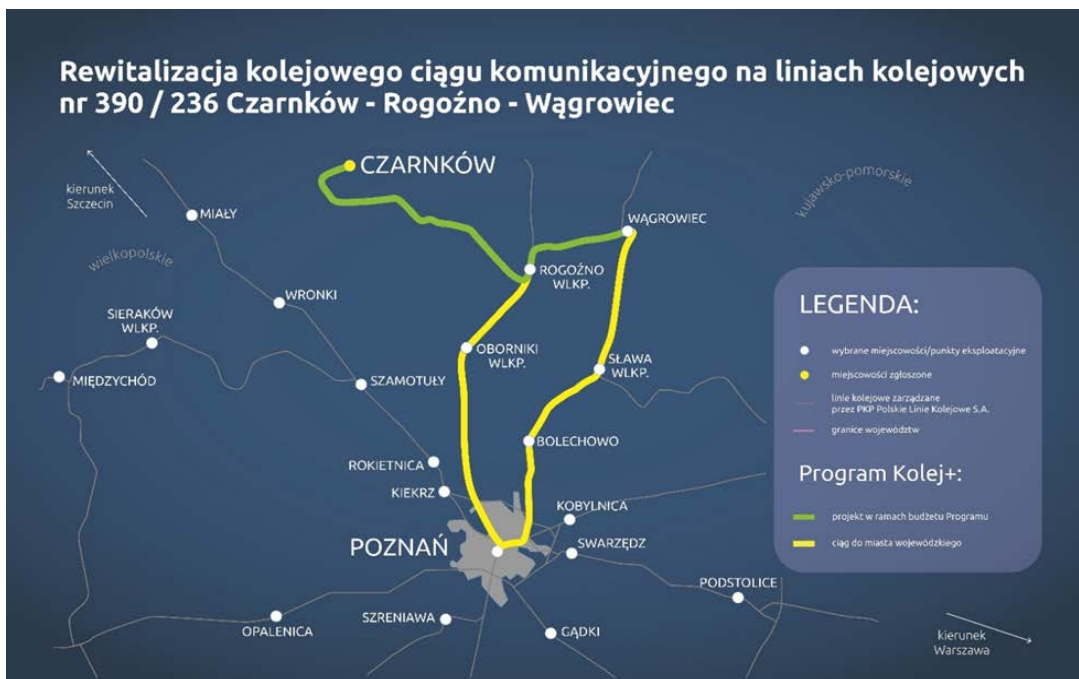 Rewitalizacja kolejowego ciągu komunikacyjnego na liniach kolejowych
nr 390 / 236 Czarnków - Rogoźno - Wągrowiec
kierunek
Szczecin
CZARNKÓW
kujawsko-pomorskie
MIAŁY
WĄGROWIEC
wielkopolskie
ROGOŹNO
WLKP.
WRONKI
SIERAKÓW
WLKP.
OBORNIKI
WLKP.
SŁAWA
WLKP.
MIĘDZYCHÓD
SZAMOTUŁY
BOLECHOWO
ROKIETNICA
KIEKRZ
KOBYLNICA
POZNAŃ
SWARZĘDZ
PODSTOLICE
SZRENIAWA
OPALENICA
GĄDKI
kierunek
Warszawa
LEGENDA:
wybrane miejscowości/punkty eksploatacyjne
miejscowości zgłoszone
linie kolejowe zarządzane
przez PKP Polskie Linie Kolejowe S.A.
granice województw
Program Kolej+:
projekt w ramach budżetu Programu
ciąg do miasta wojewódzkiego